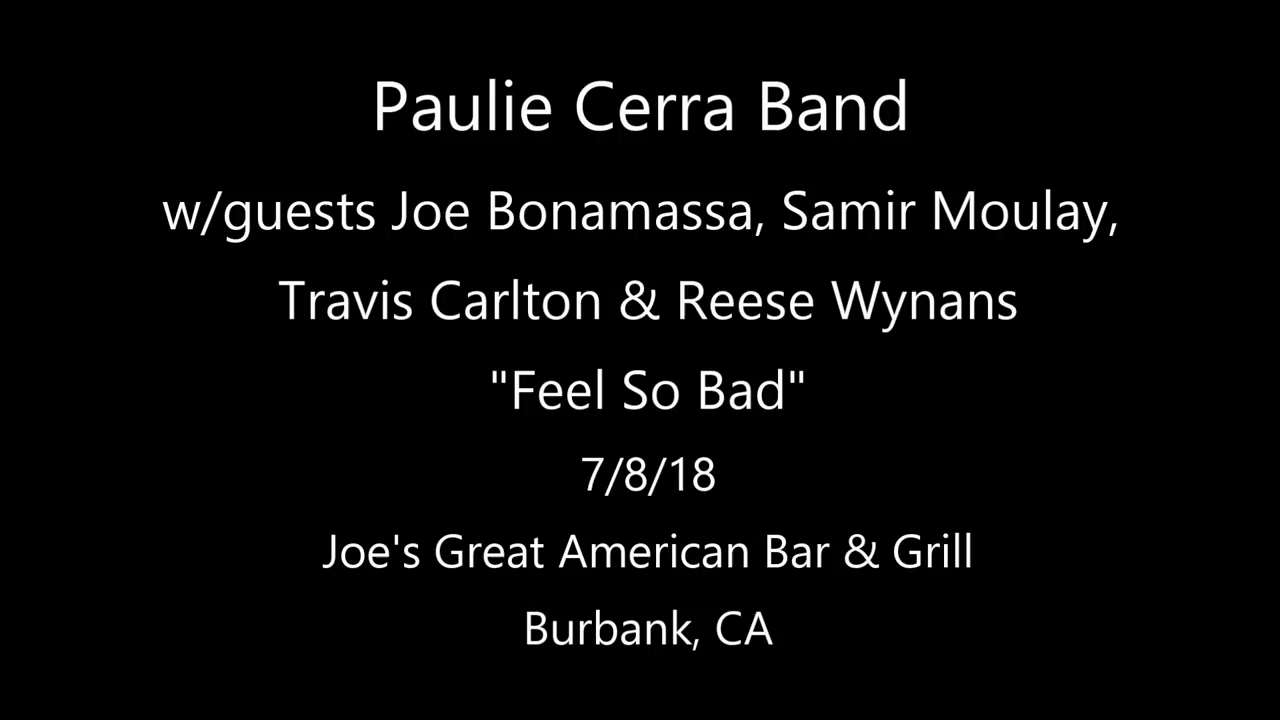 Paulie Cerra Band
w/guests Joe Bonamassa, Samir Moulay,
Travis Carlton & Reese Wynans
"Feel So Bad"
7/8/18
Joe's Great American Bar & Grill
Burbank, CA